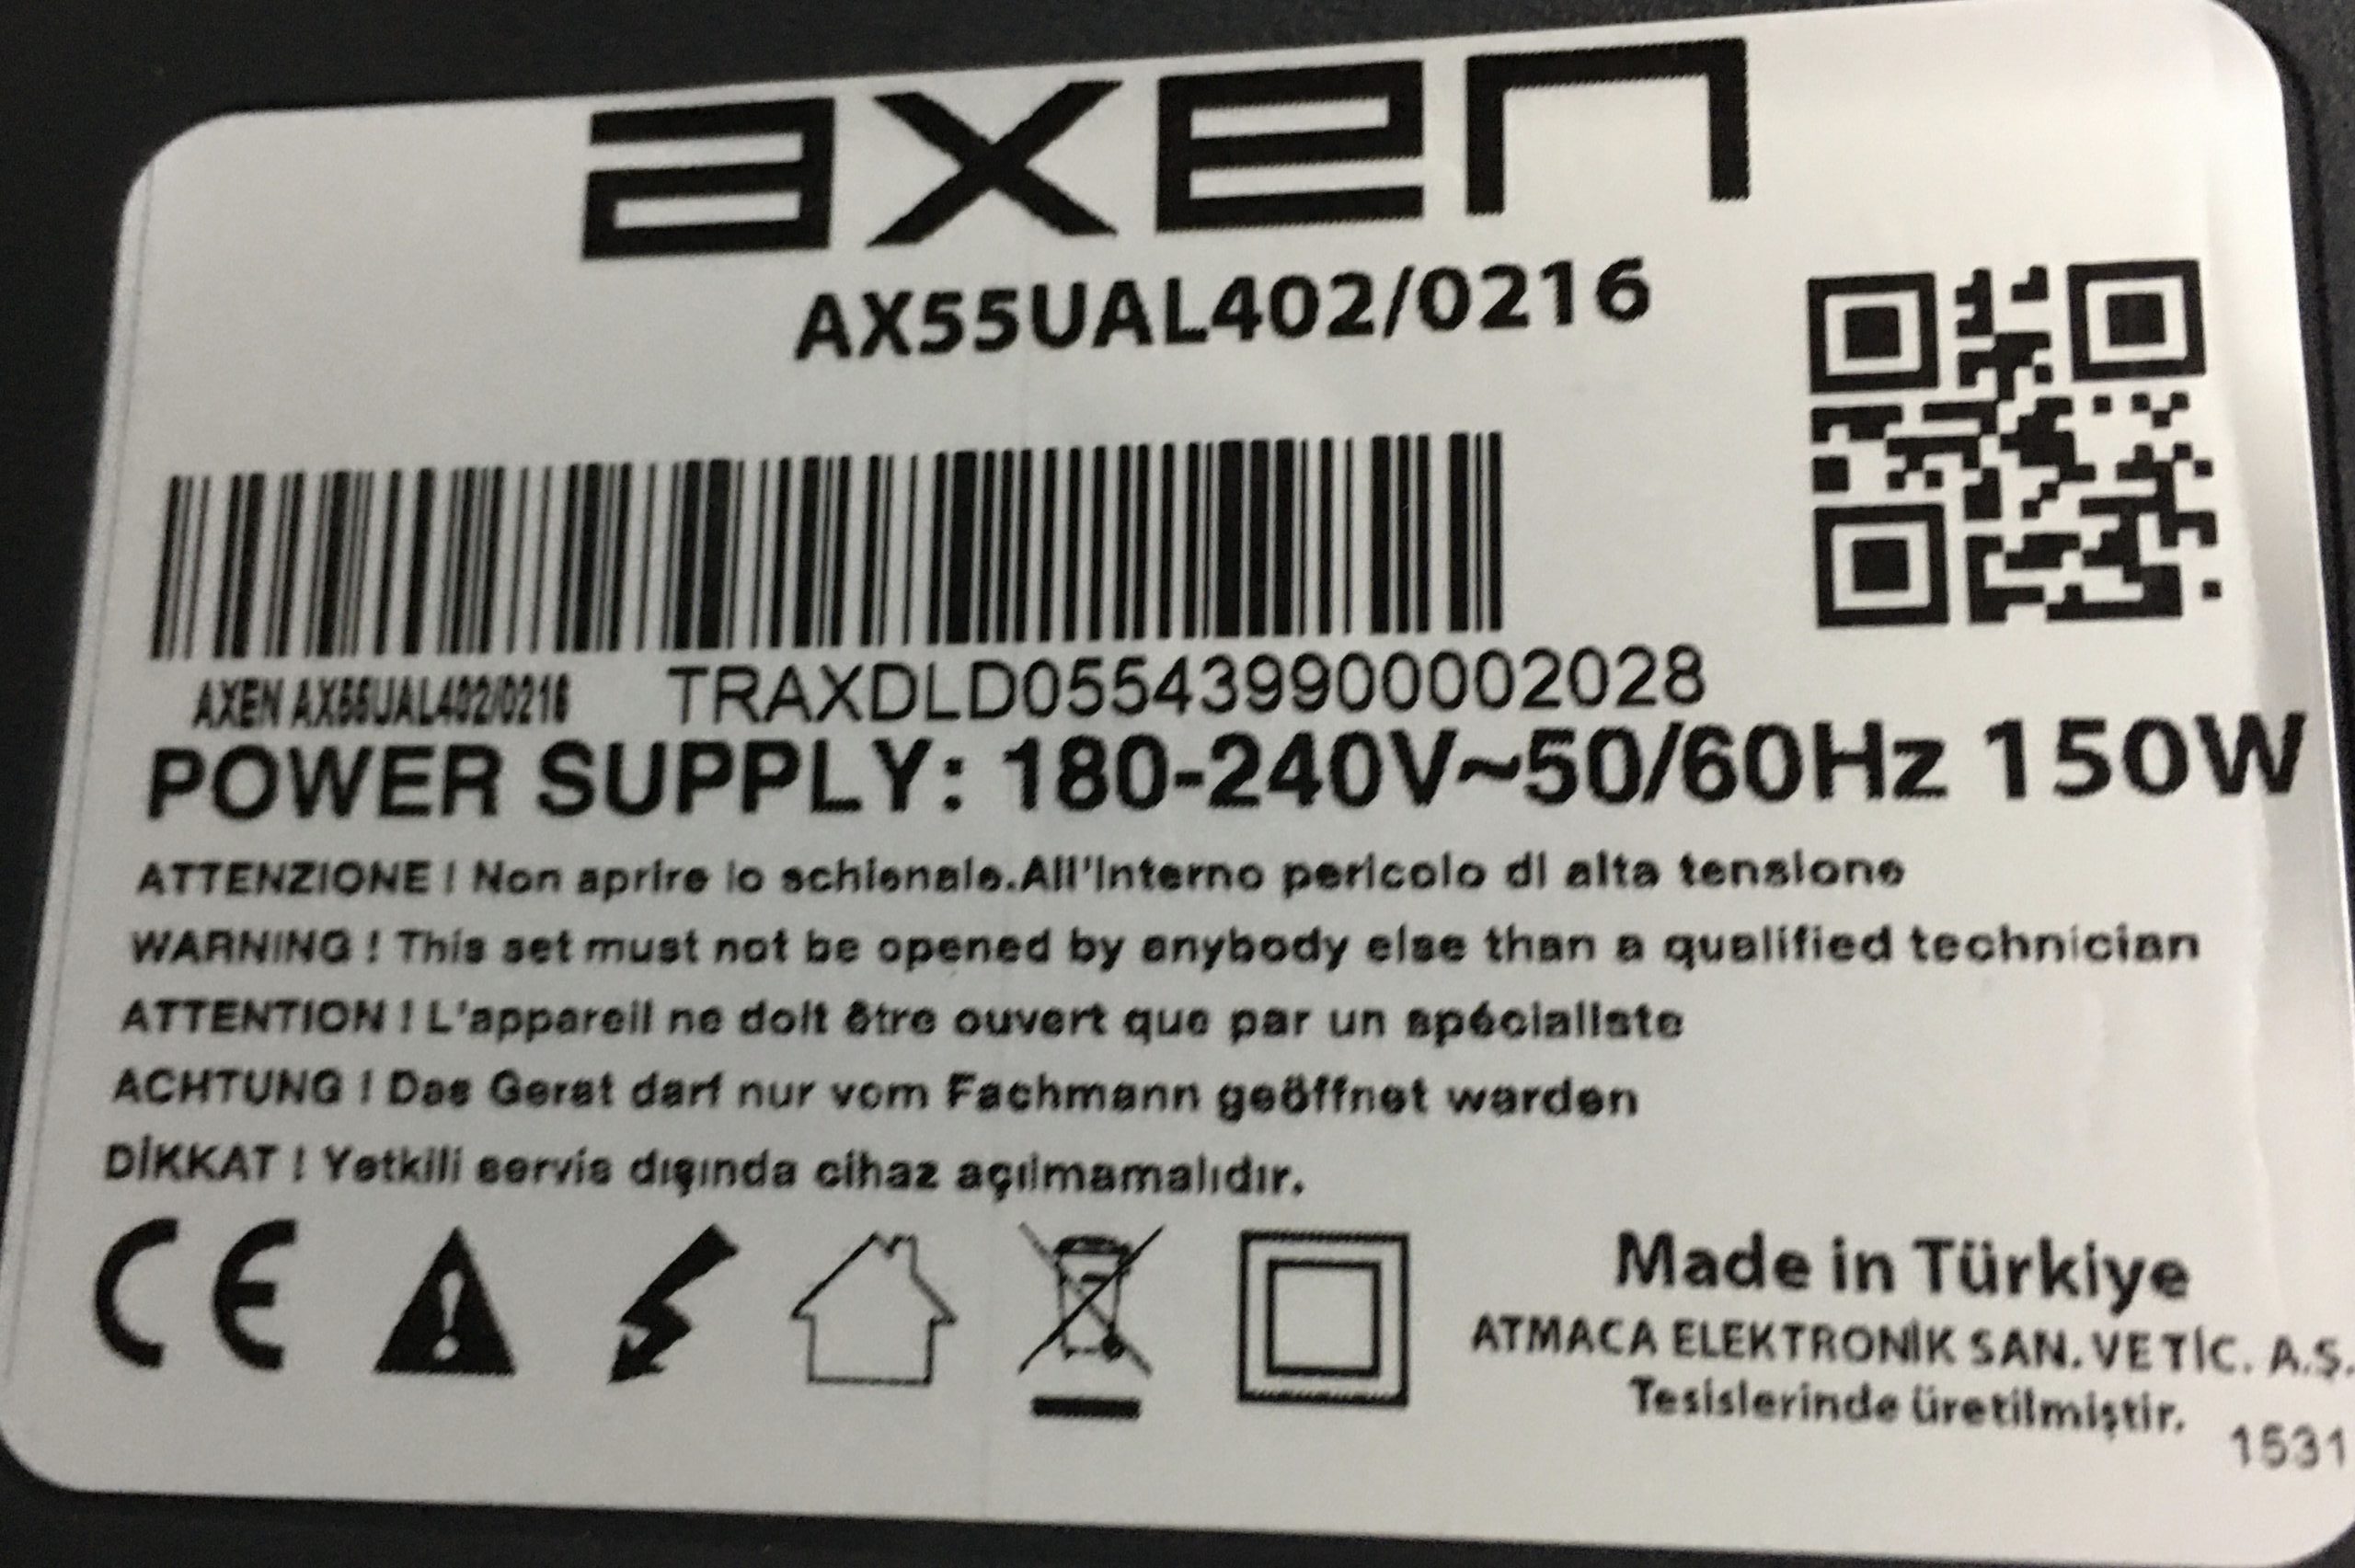 axen
AX55UAL402/0216
AXEN AX55UAL402/0216 TRAXDLD055439900002028
POWER SUPPLY: 180-240V~50/60Hz 150W
ATTENZIONE ! Non aprire lo schienale.All'Interno pericolo di alta tensione
WARNING ! This set must not be opened by anybody else than a qualified technician
ATTENTION ! L'appareil ne doit être ouvert que par un spécialiste
ACHTUNG ! Das Gerat darf nur vom Fachmann geöffnet warden
DİKKAT ! Yetkili servis dışında cihaz açılmamalıdır.
CE
Made in Türkiye
ATMACA ELEKTRONİK SAN. VE TİC. A.Ş.
Tesislerinde üretilmiştir.
1531